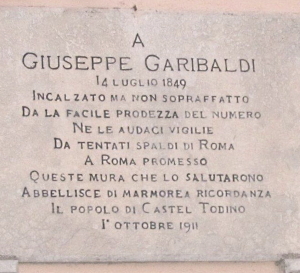 A
GIUSEPPE GARIBALDI
14 LUGLIO 1849
INCALZATO MA NON SOPRAFFATTO
DA LA FACILE PRODEZZA DEL NUMERO
NE LE AUDACI VIGILIE
DA TENTATI SPALDI DI ROMA
A ROMA PROMESSO
QUESTE MURA CHE LO SALUTARONO
ABBELLISCE DI MARMOREA RICORDANZA
IL POPOLO DI CASTEL TODINO
1° OTTOBRE 1911